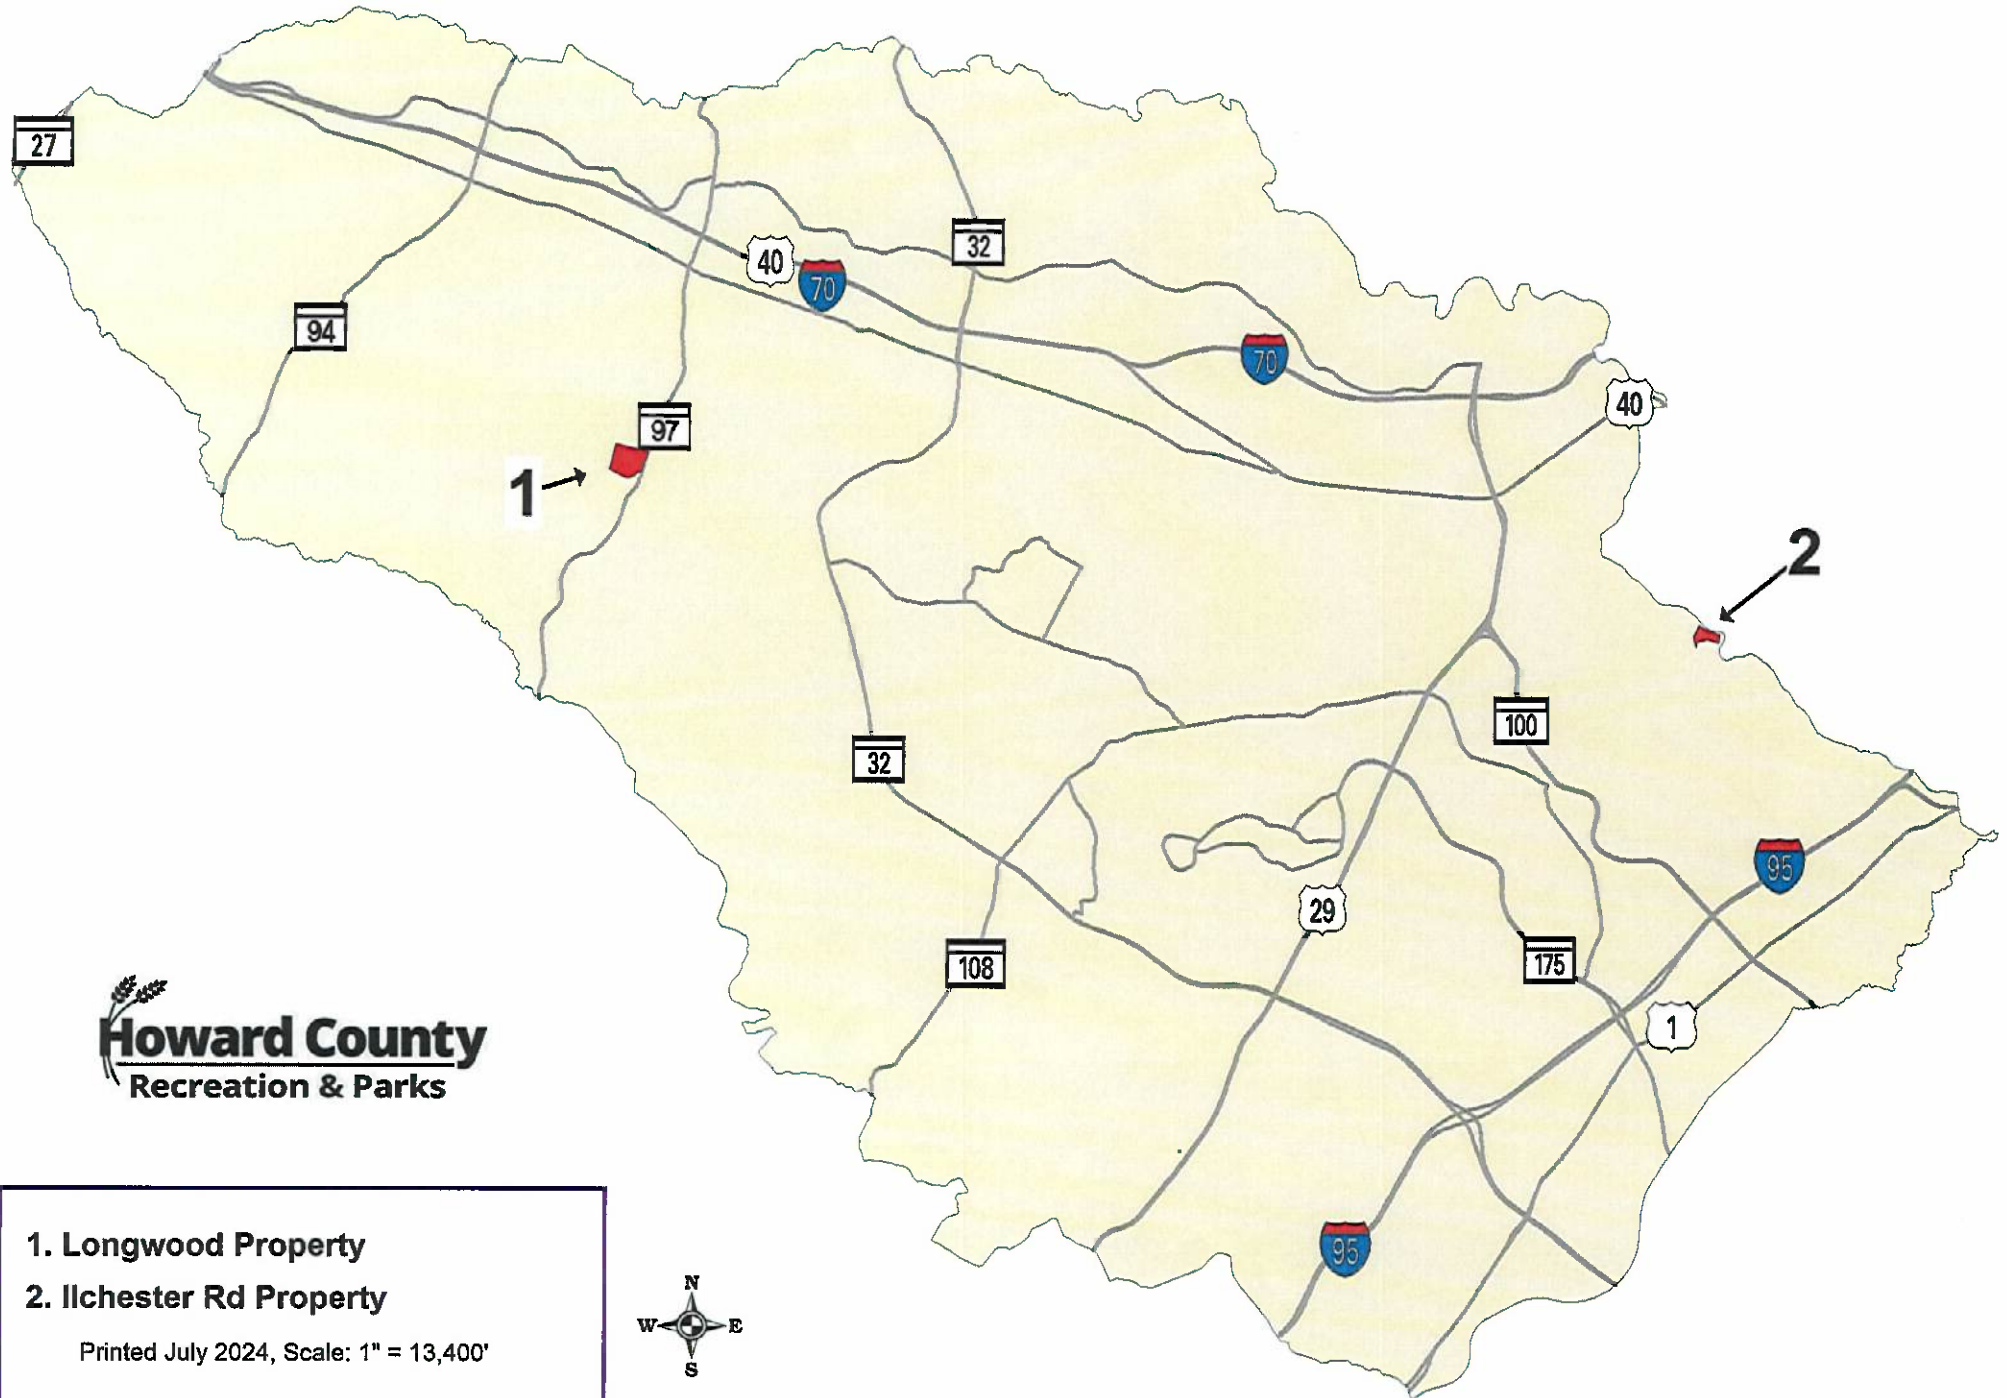 27
94
97
40
70
32
70
40
1
2
100
32
29
108
175
95
1
95
Howard County
Recreation & Parks
1. Longwood Property
2. Ilchester Rd Property
Printed July 2024, Scale: 1" = 13,400'
N
W E
S